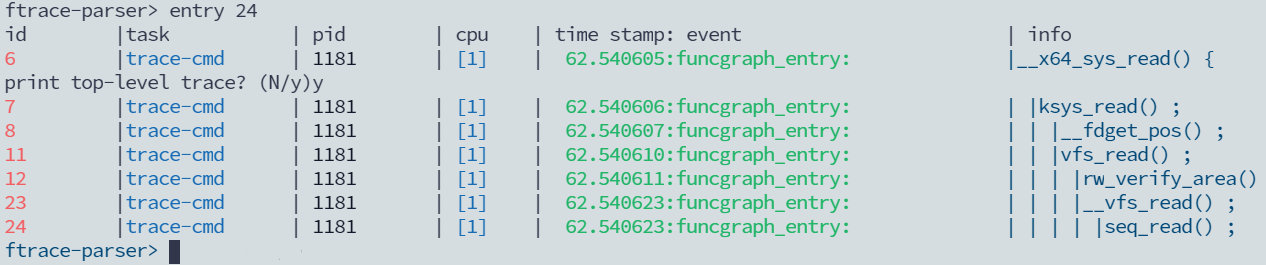 ftrace-parser> entry 24
id |task | pid | cpu | time stamp: event | info
6 |trace-cmd | 1181 | [1] | 62.540605:funcgraph_entry: |__x64_sys_read() {
print top-level trace? (N/y)y
7 |trace-cmd | 1181 | [1] | 62.540606:funcgraph_entry: | |ksys_read() ;
8 |trace-cmd | 1181 | [1] | 62.540607:funcgraph_entry: | | |__fdget_pos() ;
11 |trace-cmd | 1181 | [1] | 62.540610:funcgraph_entry: | | |vfs_read() ;
12 |trace-cmd | 1181 | [1] | 62.540611:funcgraph_entry: | | | |rw_verify_area()
23 |trace-cmd | 1181 | [1] | 62.540623:funcgraph_entry: | | | |__vfs_read() ;
24 |trace-cmd | 1181 | [1] | 62.540623:funcgraph_entry: | | | | |seq_read() ;
ftrace-parser>